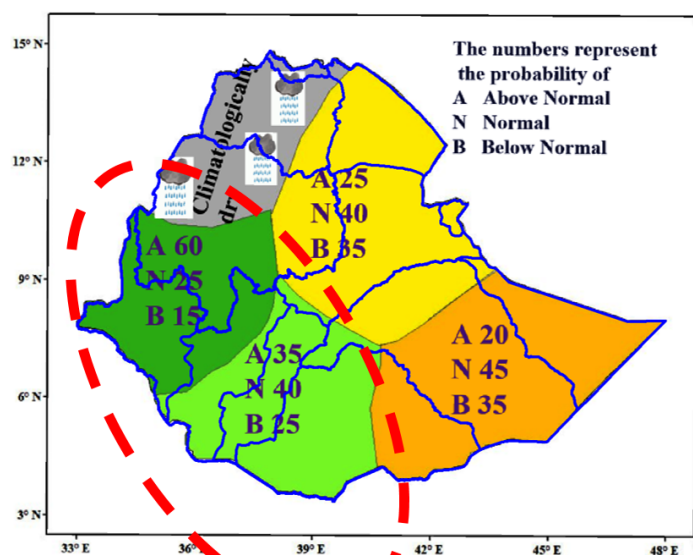 15° N
12° N
9° N
6° N
3° N
33° E
36° E
39° E
42° E
45° E
48° E
The numbers represent
the probability of
A Above Normal
N Normal
B Below Normal
Climatologically
dry
A 25
N 40
B 35
A 60
N 25
B 15
A 35
N 40
B 25
A 20
N 45
B 35